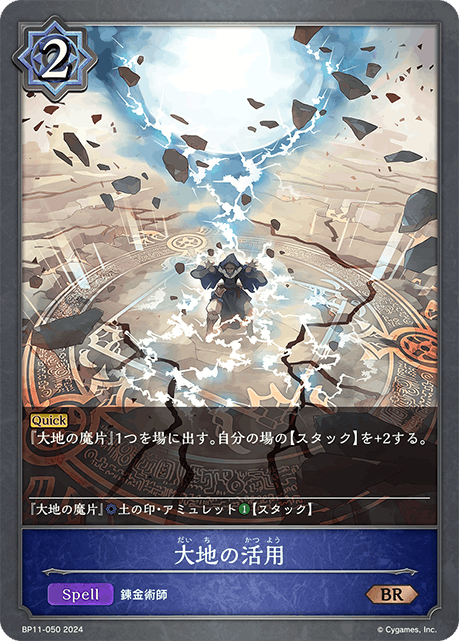 2
Quick
『大地の魔片』1つを場に出す。自分の場の【スタック】を+2する。
『大地の魔片』土の印・アミュレット1【スタック】
だいち かつよう
大地の活用
Spell 錬金術師 BR
BP11-050 2024 © Cygames, Inc.